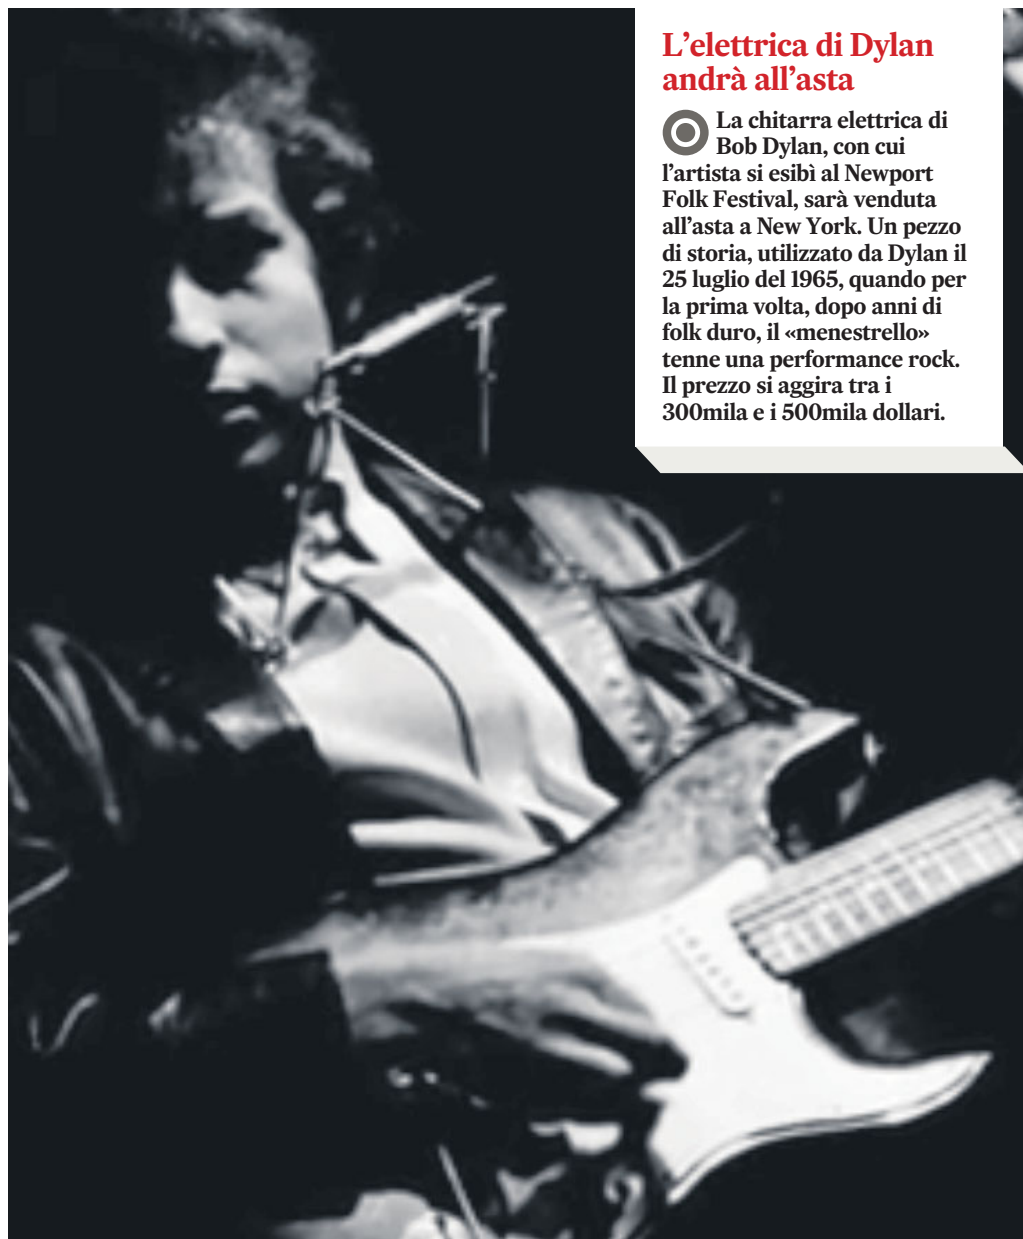 L’elettrica di Dylan
andrà all’asta
La chitarra elettrica di
Bob Dylan, con cui
l’artista si esibì al Newport
Folk Festival, sarà venduta
all’asta a New York. Un pezzo
di storia, utilizzato da Dylan il
25 luglio del 1965, quando per
la prima volta, dopo anni di
folk duro, il «menestrello»
tenne una performance rock.
Il prezzo si aggira tra i
300mila e i 500mila dollari.